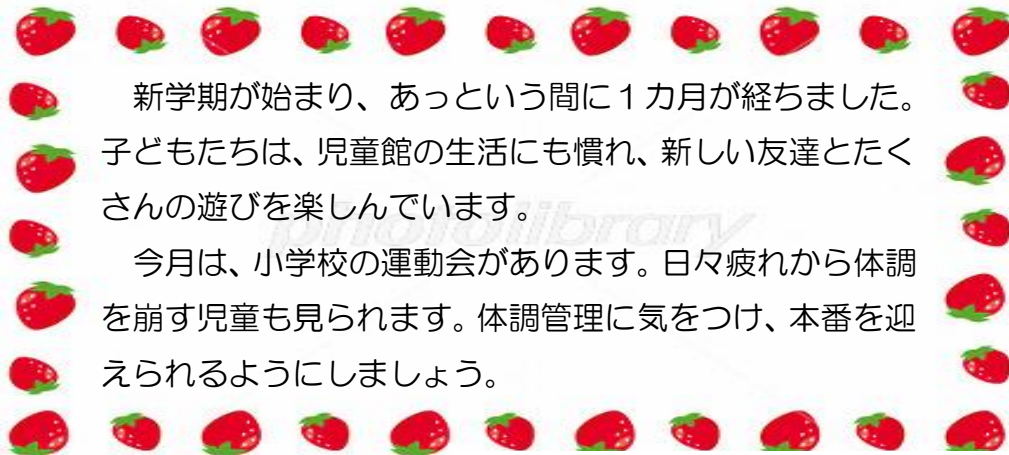 新学期が始まり、あっという間に1カ月が経ちました。
子どもたちは、児童館の生活にも慣れ、新しい友達とたく
さんの遊びを楽しんでいます。
photolibrary
　今月は、小学校の運動会があります。日々疲れから体調
を崩す児童も見られます。体調管理に気をつけ、本番を迎
えられるようにしましょう。